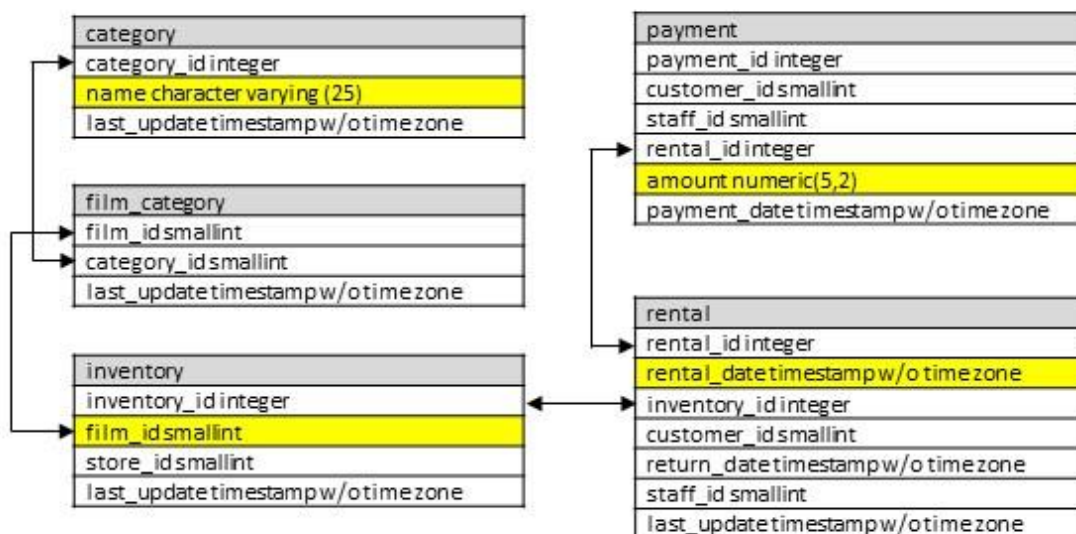 category
category_id integer
name character varying (25)
last_update timestamp w/o time zone
film_category
film_id smallint
category_id smallint
last_update timestamp w/o time zone
inventory
inventory_id integer
film_id smallint
store_id smallint
last_update timestamp w/o time zone
payment
payment_id integer
customer_id smallint
staff_id smallint
rental_id integer
amount numeric(5,2)
payment_date timestamp w/o time zone
rental
rental_id integer
rental_date timestamp w/o time zone
inventory_id integer
customer_id smallint
return_date timestamp w/o time zone
staff_id smallint
last_update timestamp w/o time zone